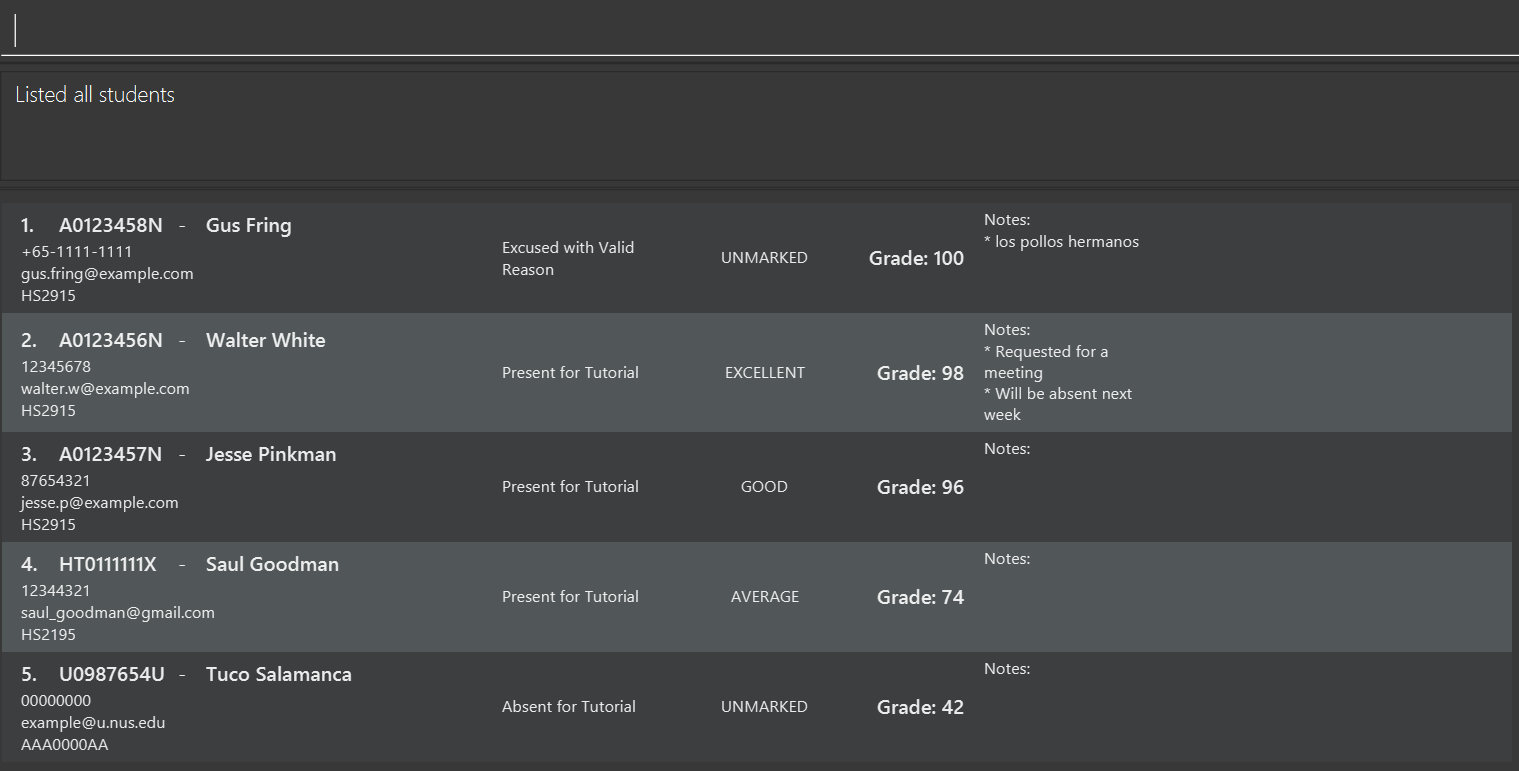 Listed all students
1. A0123458N - Gus Fring
+65-1111-1111
gus.fring@example.com
HS2915
Excused with Valid
Reason
UNMARKED
Grade: 100
Notes:
* los pollos hermanos
2. A0123456N - Walter White
12345678
walter.w@example.com
HS2915
Present for Tutorial
EXCELLENT
Grade: 98
Notes:
* Requested for a
meeting
* Will be absent next
week
3. A0123457N - Jesse Pinkman
87654321
jesse.p@example.com
HS2915
Present for Tutorial
GOOD
Grade: 96
Notes:
4. HT0111111X - Saul Goodman
12344321
saul_goodman@gmail.com
HS2195
Present for Tutorial
AVERAGE
Grade: 74
Notes:
5. U0987654U - Tuco Salamanca
00000000
example@u.nus.edu
AAA0000AA
Absent for Tutorial
UNMARKED
Grade: 42
Notes: